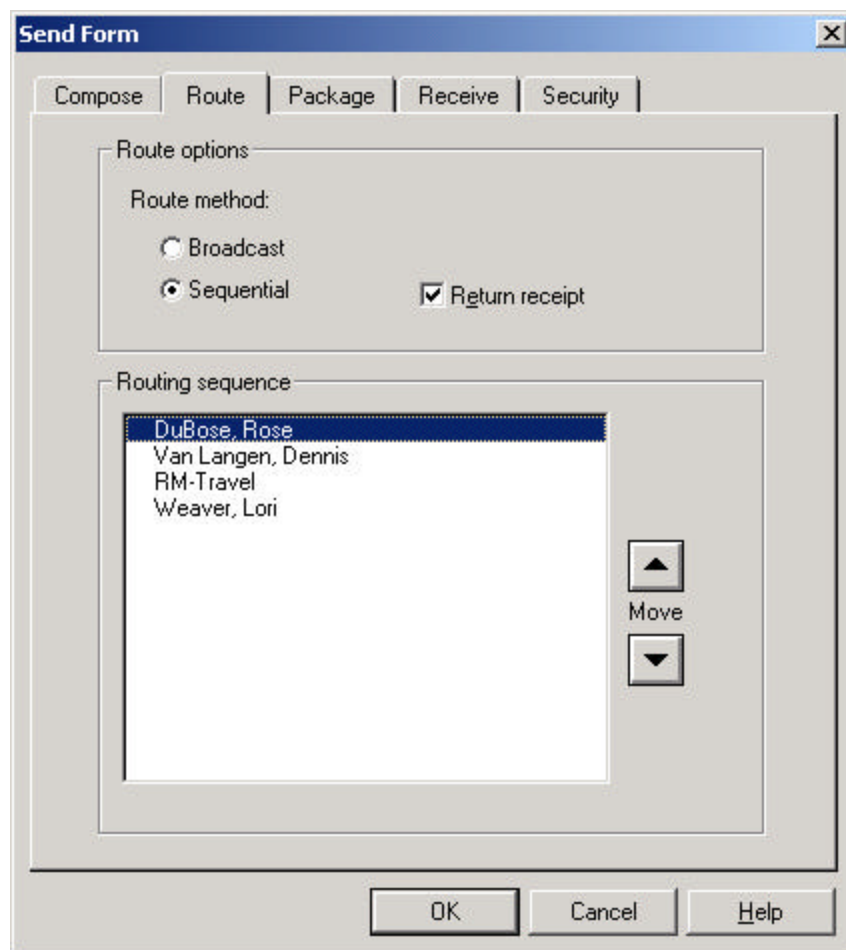 Send Form
Compose Route Package Receive Security
Route options
Route method:
Broadcast
Sequential Return receipt
Routing sequence
DuBose, Rose
Van Langen, Dennis
RM-Travel
Weaver, Lori
Move
OK Cancel Help